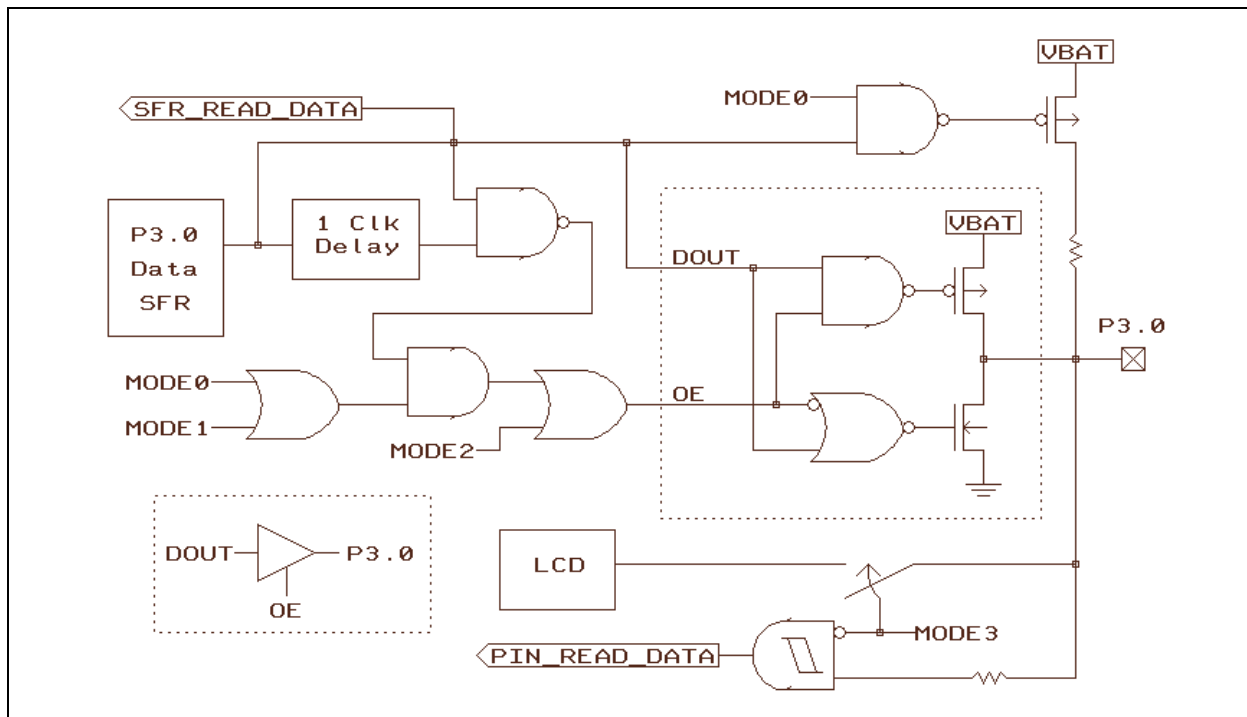 VBAT
MODE0
SFR_READ_DATA
P3.0
Data
SFR
1 Clk
Delay
VBAT
DOUT
P3.0
MODE0
MODE1
OE
MODE2
DOUT
P3.0
OE
LCD
MODE3
PIN_READ_DATA